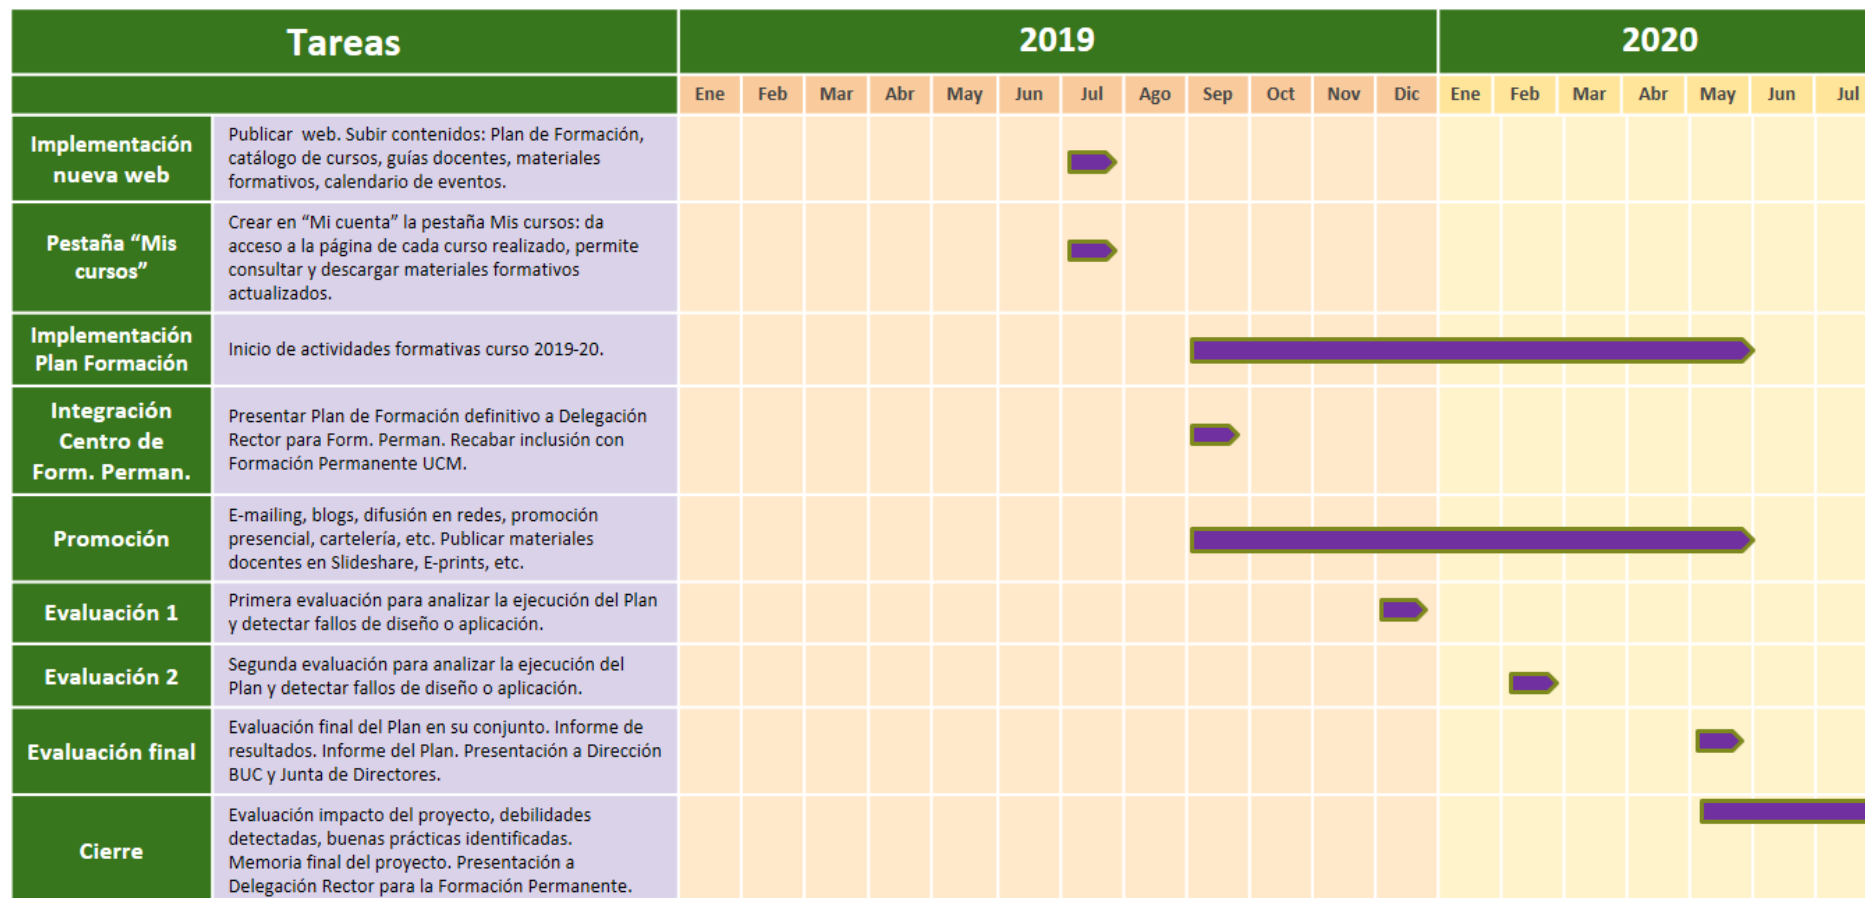 Tareas
2019
2020
Ene Feb Mar Abr May Jun Jul Ago Sep Oct Nov Dic Ene Feb Mar Abr May Jun Jul
Implementación
nueva web
Publicar web. Subir contenidos: Plan de Formación,
catálogo de cursos, guías docentes, materiales
formativos, calendario de eventos.
Pestaña “Mis
cursos”
Crear en “Mi cuenta” la pestaña Mis cursos: da
acceso a la página de cada curso realizado, permite
consultar y descargar materiales formativos
actualizados.
Implementación
Plan Formación
Inicio de actividades formativas curso 2019-20.
Integración
Centro de
Form. Perman.
Presentar Plan de Formación definitivo a Delegación
Rector para Form. Perman. Recabar inclusión con
Formación Permanente UCM.
Promoción
E-mailing, blogs, difusión en redes, promoción
presencial, cartelería, etc. Publicar materiales
docentes en Slideshare, E-prints, etc.
Evaluación 1
Primera evaluación para analizar la ejecución del Plan
y detectar fallos de diseño o aplicación.
Evaluación 2
Segunda evaluación para analizar la ejecución del
Plan y detectar fallos de diseño o aplicación.
Evaluación final
Evaluación final del Plan en su conjunto. Informe de
resultados. Informe del Plan. Presentación a Dirección
BUC y Junta de Directores.
Cierre
Evaluación impacto del proyecto, debilidades
detectadas, buenas prácticas identificadas.
Memoria final del proyecto. Presentación a
Delegación Rector para la Formación Permanente.